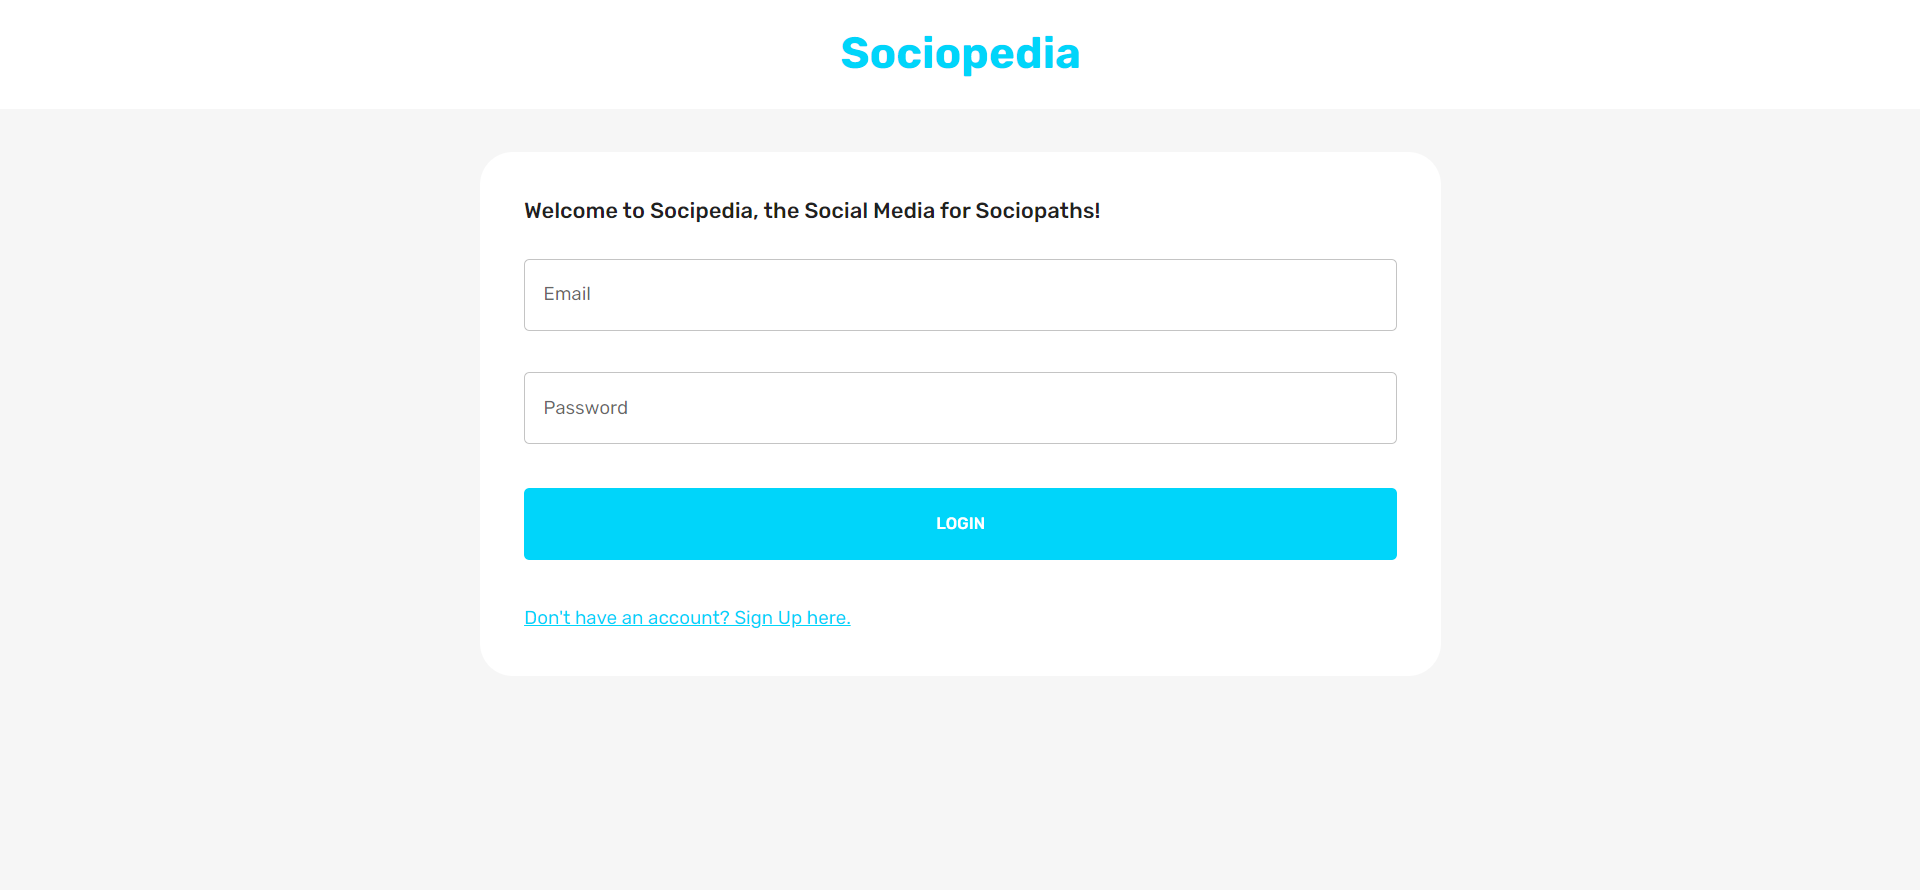 Sociopedia
Welcome to Socipedia, the Social Media for Sociopaths!
Email
Password
LOGIN
Don't have an account? Sign Up here.